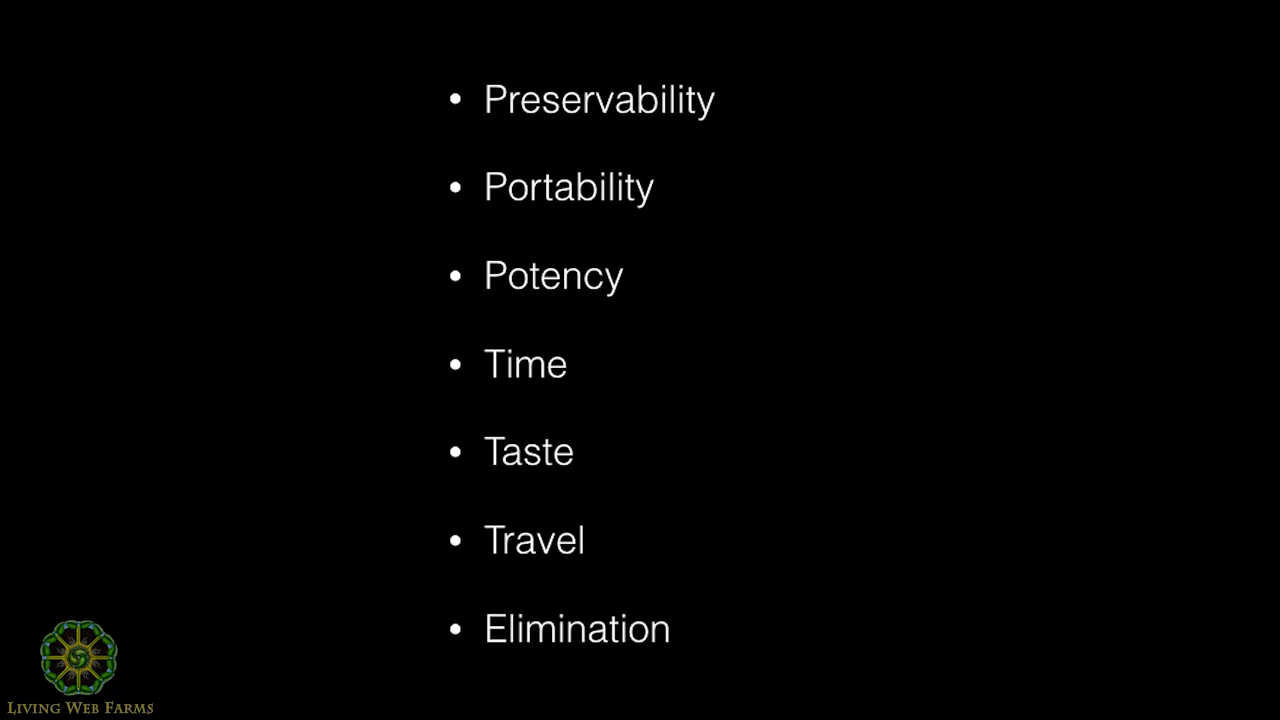 • Preservability
• Portability
• Potency
• Time
• Taste
• Travel
• Elimination
LIVING WEB FARMS